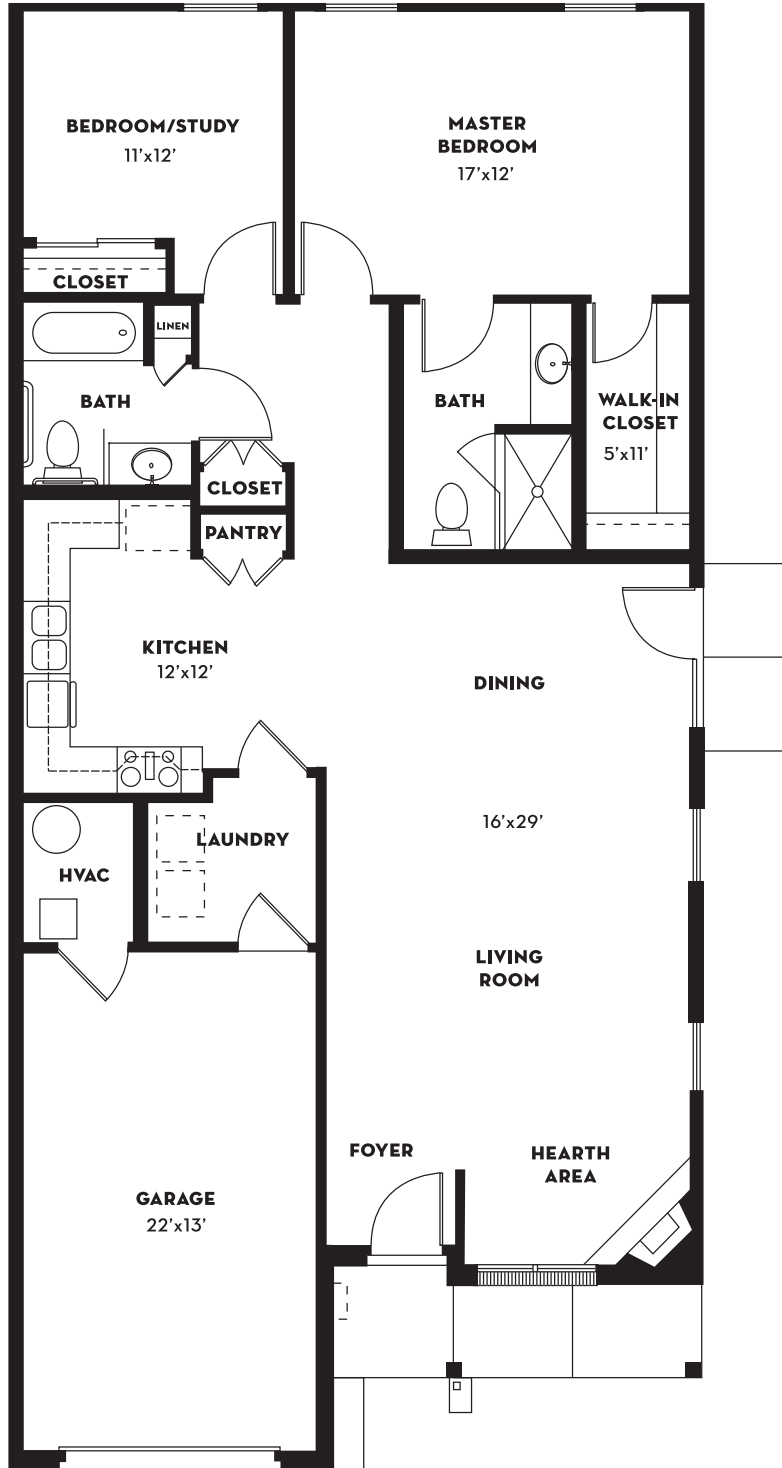 BEDROOM/STUDY
11’x12’
MASTER
BEDROOM
17’x12’
CLOSET
LINEN
BATH
BATH
WALK-IN
CLOSET
5’x11’
CLOSET
PANTRY
KITCHEN
12’x12’
DINING
16’x29’
LAUNDRY
HVAC
LIVING
ROOM
FOYER
HEARTH
AREA
GARAGE
22’x13’